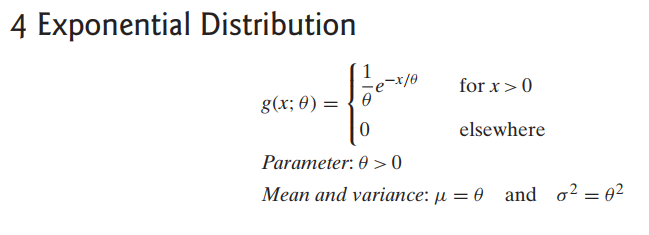 4 Exponential Distribution
g(x; θ) = { 1/θ e^{−x/θ} for x > 0
0 elsewhere
Parameter: θ > 0
Mean and variance: μ = θ and σ² = θ²